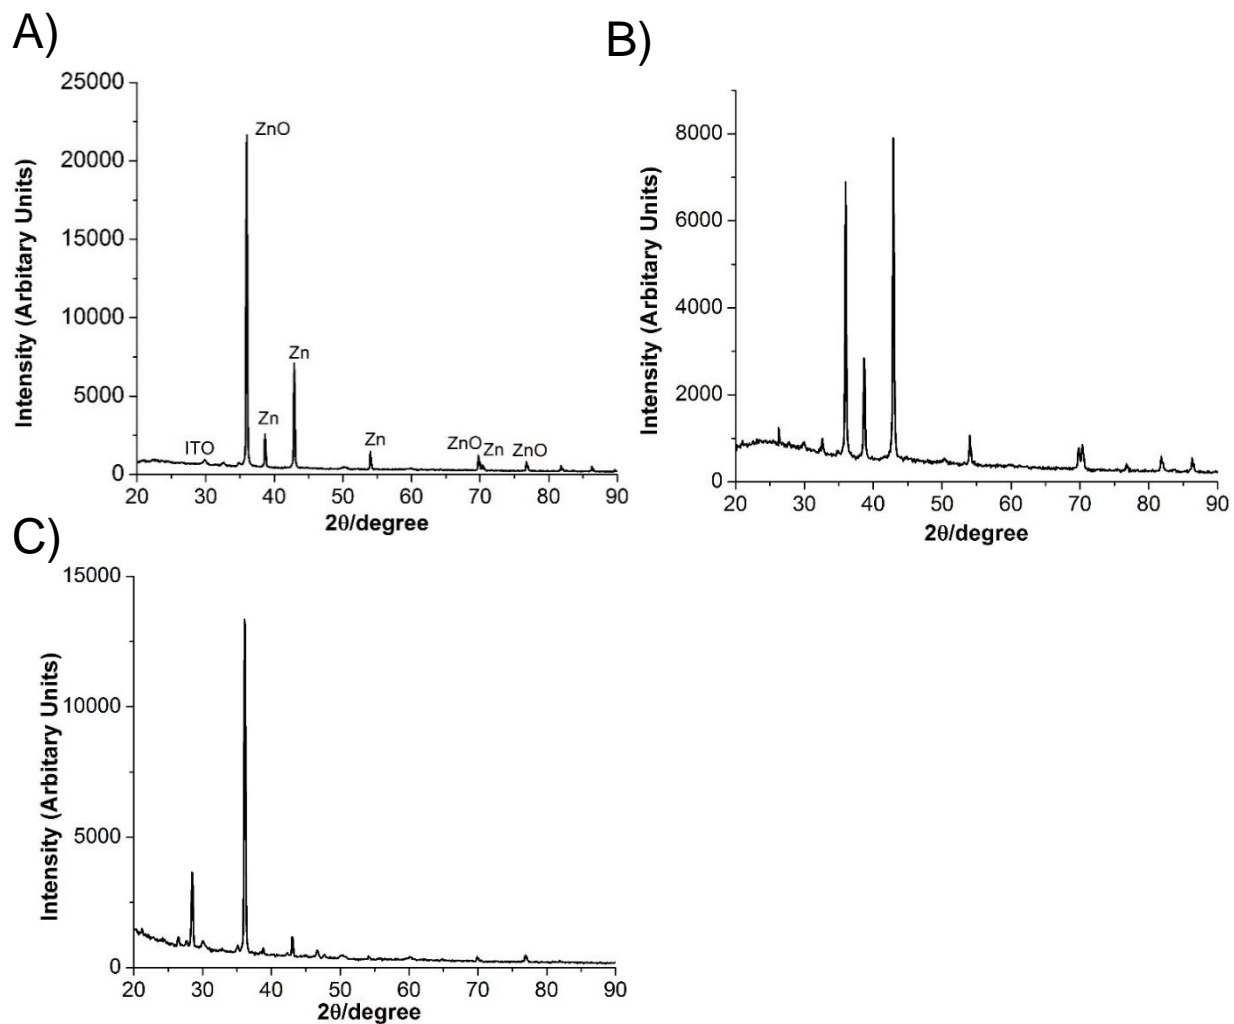 A)
25000
20000
15000
10000
5000
0
Intensity (Arbitary Units)
ZnO
Zn
Zn
ITO
Zn
ZnO Zn ZnO
20 30 40 50 60 70 80 90
2θ/degree
B)
8000
6000
4000
2000
0
Intensity (Arbitary Units)
20 30 40 50 60 70 80 90
2θ/degree
C)
15000
10000
5000
0
Intensity (Arbitary Units)
20 30 40 50 60 70 80 90
2θ/degree